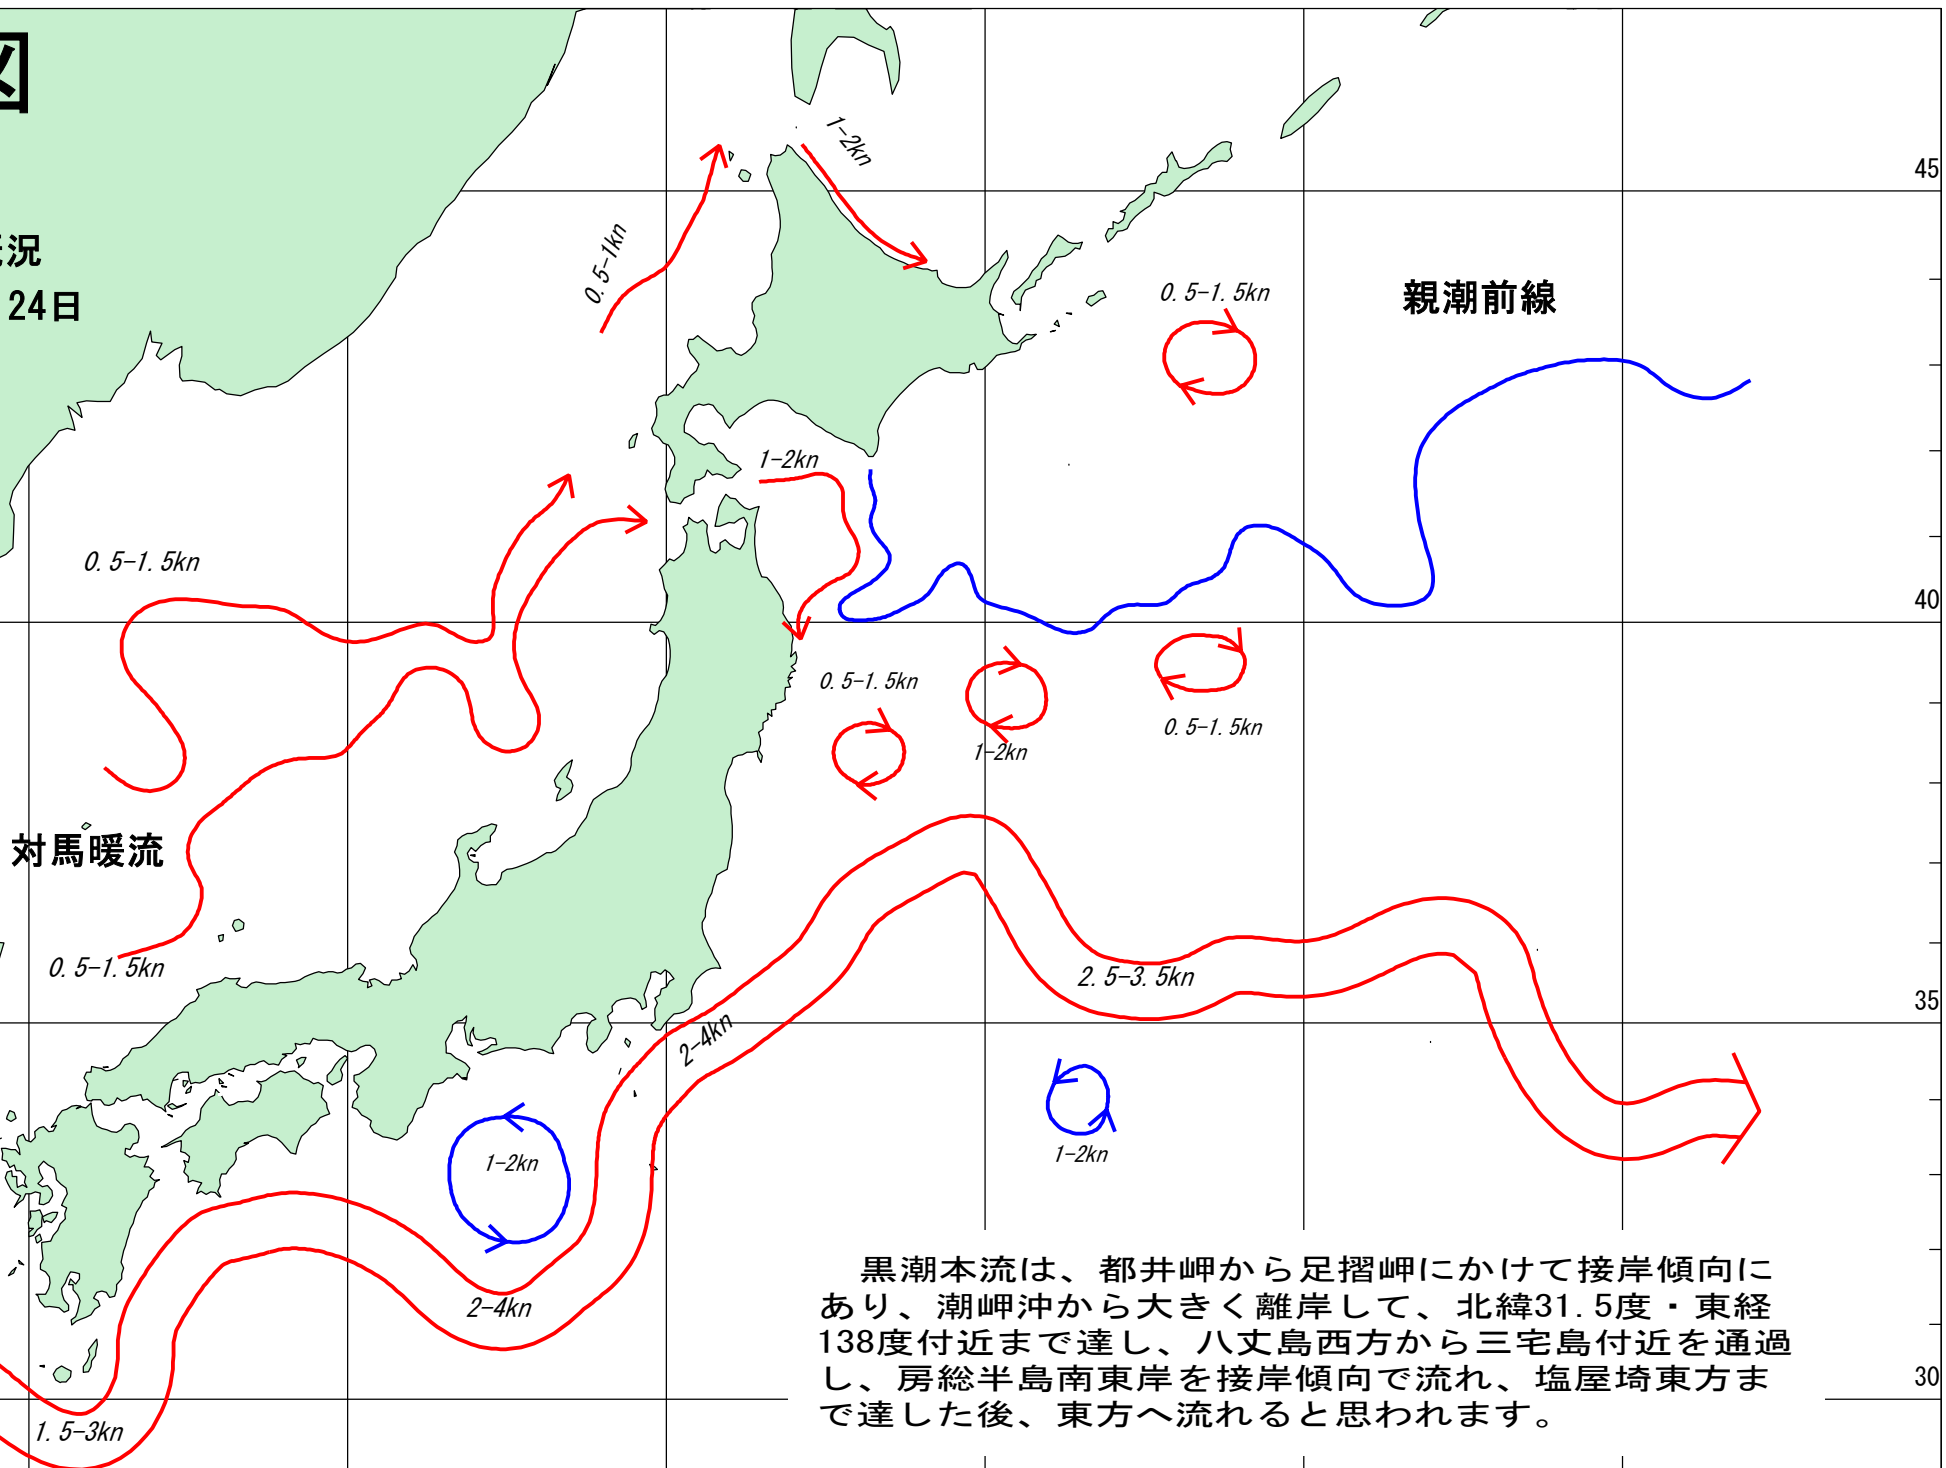 図
況
24日
1-2kn
45
0.5-1kn
0.5-1.5kn
親潮前線
1-2kn
0.5-1.5kn
40
0.5-1.5kn
0.5-1.5kn
1-2kn
対馬暖流
0.5-1.5kn
2.5-3.5kn
35
2-4kn
1-2kn
1-2kn
2-4kn
黒潮本流は、都井岬から足摺岬にかけて接岸傾向に
あり、潮岬沖から大きく離岸して、北緯31.5度・東経
138度付近まで達し、八丈島西方から三宅島付近を通過
し、房総半島南東岸を接岸傾向で流れ、塩屋埼東方ま
で達した後、東方へ流れると思われます。
30
1.5-3kn